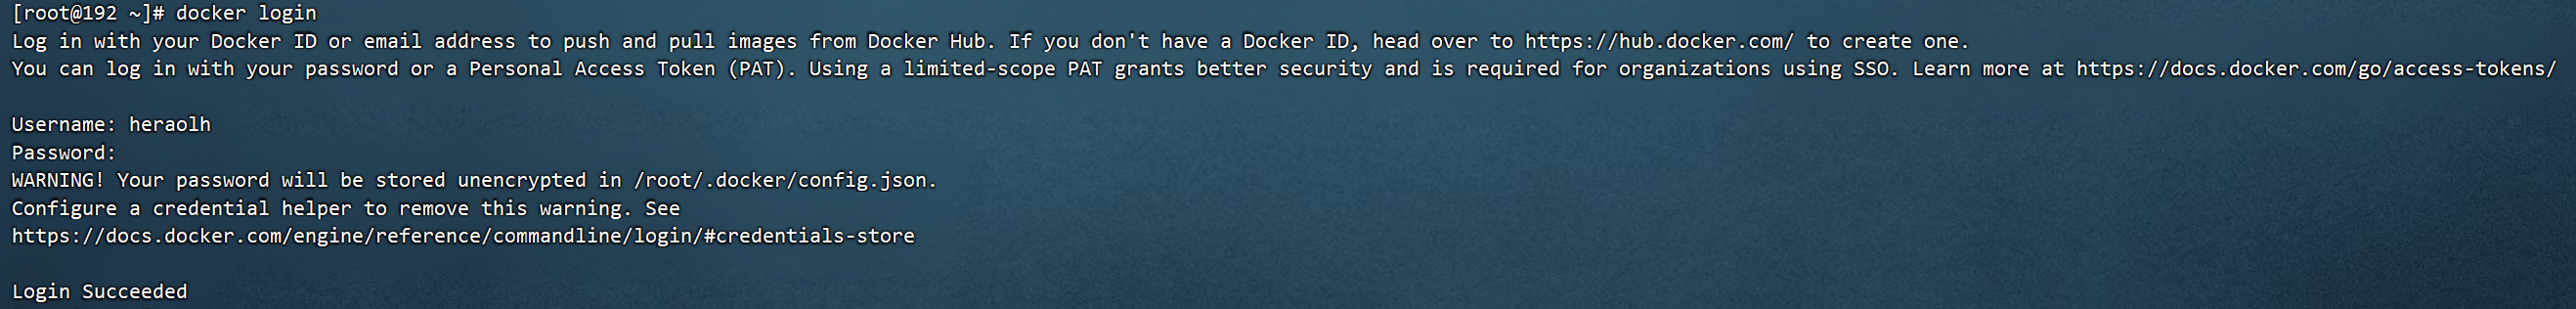 [root@192 ~]# docker login
Log in with your Docker ID or email address to push and pull images from Docker Hub. If you don't have a Docker ID, head over to https://hub.docker.com/ to create one.
You can log in with your password or a Personal Access Token (PAT). Using a limited-scope PAT grants better security and is required for organizations using SSO. Learn more at https://docs.docker.com/go/access-tokens/
Username: heraolh
Password:
WARNING! Your password will be stored unencrypted in /root/.docker/config.json.
Configure a credential helper to remove this warning. See
https://docs.docker.com/engine/reference/commandline/login/#credentials-store
Login Succeeded